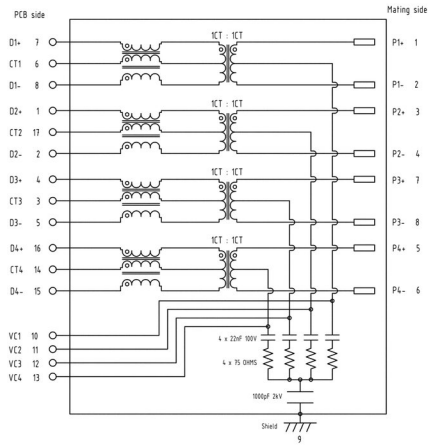 PCB side
Mating side
1CT : 1CT
D1+ 7
P1+ 1
CT1 6
D1- 8
P1- 2
1CT : 1CT
D2+ 1
P2+ 3
CT2 17
D2- 2
P2- 4
1CT : 1CT
D3+ 4
P3+ 7
CT3 3
D3- 5
P3- 8
1CT : 1CT
D4+ 16
P4+ 5
CT4 14
D4- 15
P4- 6
VC1 10
VC2 11
VC3 12
VC4 13
4 x 22nF 100V
4 x 75 OHMS
1000pF 2kV
Shield
9